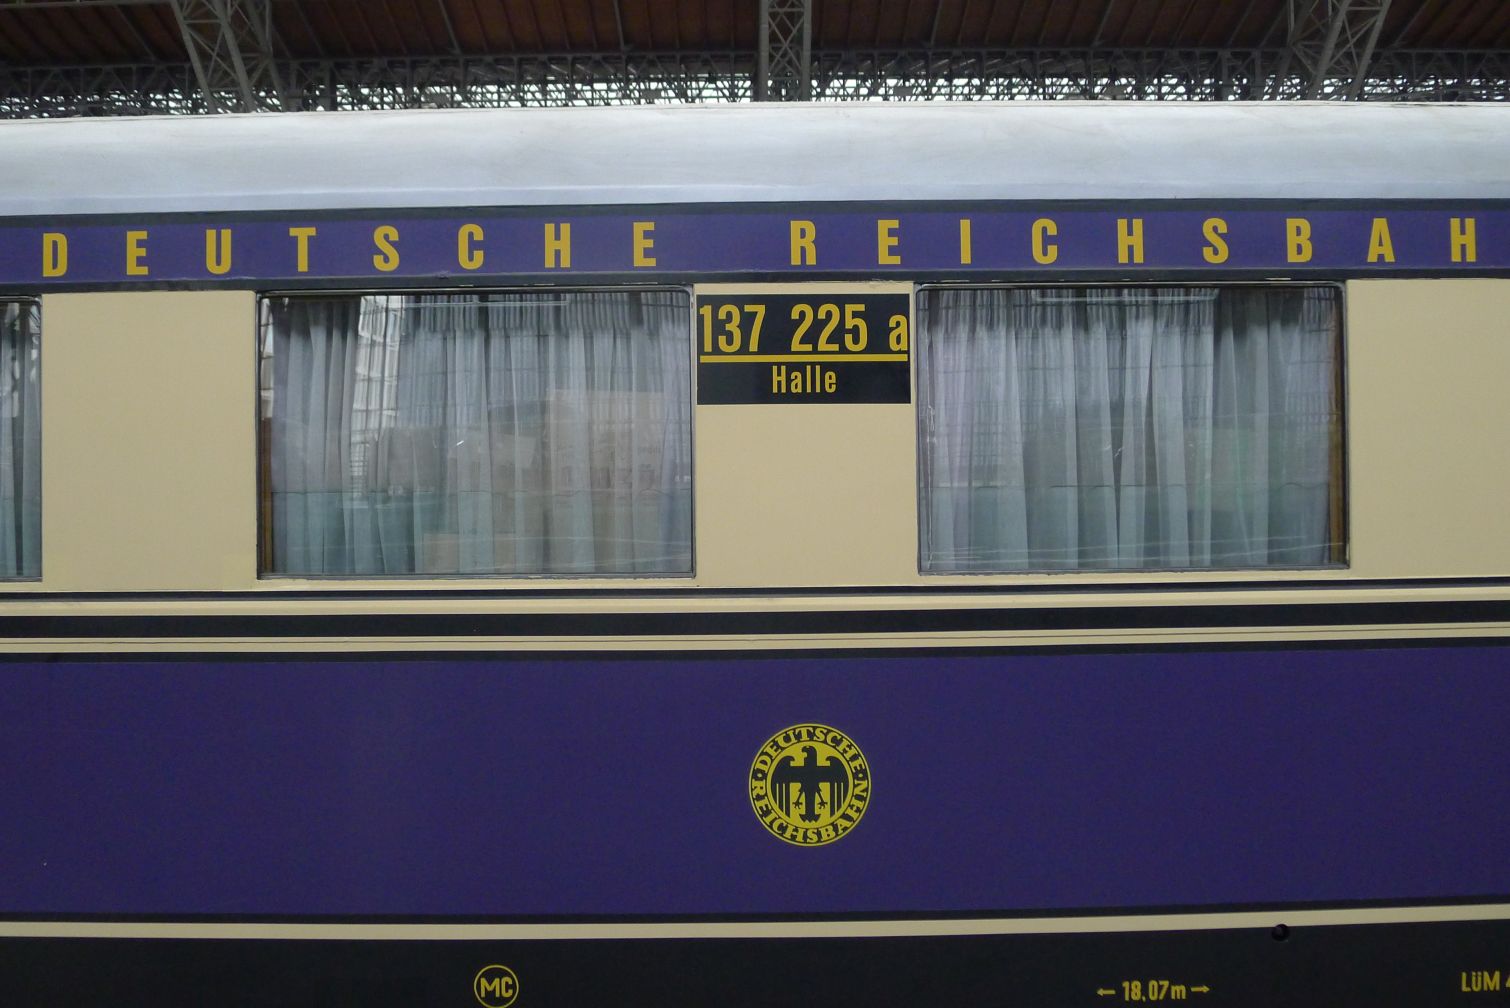 DEUTSCHE REICHSBAH
137 225 a
Halle
DEUTSCHE
REICHSBAHN
MC
←18,07m→
LüM